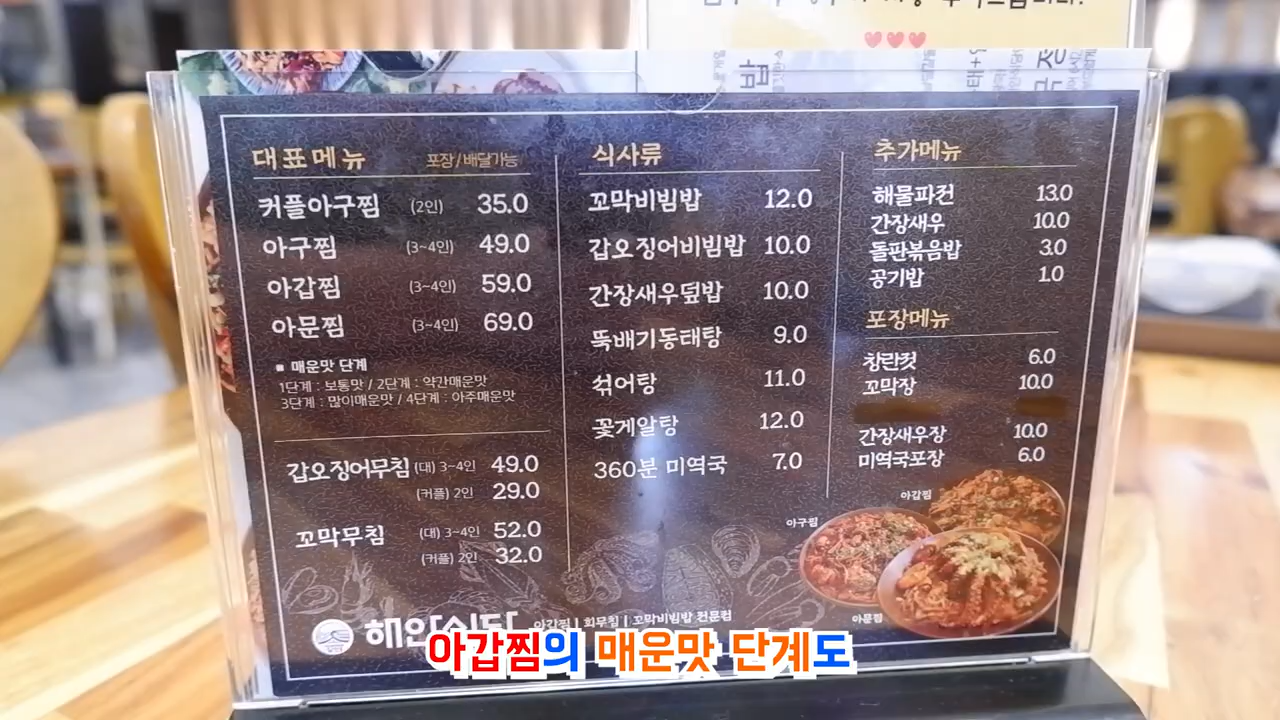 ♥♥♥
대표메뉴 포장/배달가능
커플아구찜 (2인) 35.0
아구찜 (3~4인) 49.0
아갑찜 (3~4인) 59.0
아문찜 (3~4인) 69.0
■ 매운맛 단계
1단계 : 보통맛 / 2단계 : 약간매운맛
3단계 : 많이매운맛 / 4단계 : 아주매운맛
갑오징어무침 (대) 3~4인 49.0
(커플) 2인 29.0
꼬막무침 (대) 3~4인 52.0
(커플) 2인 32.0
식사류
꼬막비빔밥 12.0
갑오징어비빔밥 10.0
간장새우덮밥 10.0
뚝배기동태탕 9.0
섞어탕 11.0
꽃게알탕 12.0
360분 미역국 7.0
추가메뉴
해물파전 13.0
간장새우 10.0
돌판볶음밥 3.0
공기밥 1.0
포장메뉴
창란젓 6.0
꼬막장 10.0
간장새우장 10.0
미역국포장 6.0
아갑찜
아구찜
아문찜
해안식당 아갑찜 | 회무침 | 꼬막비빔밥 전문점
아갑찜의 매운맛 단계도